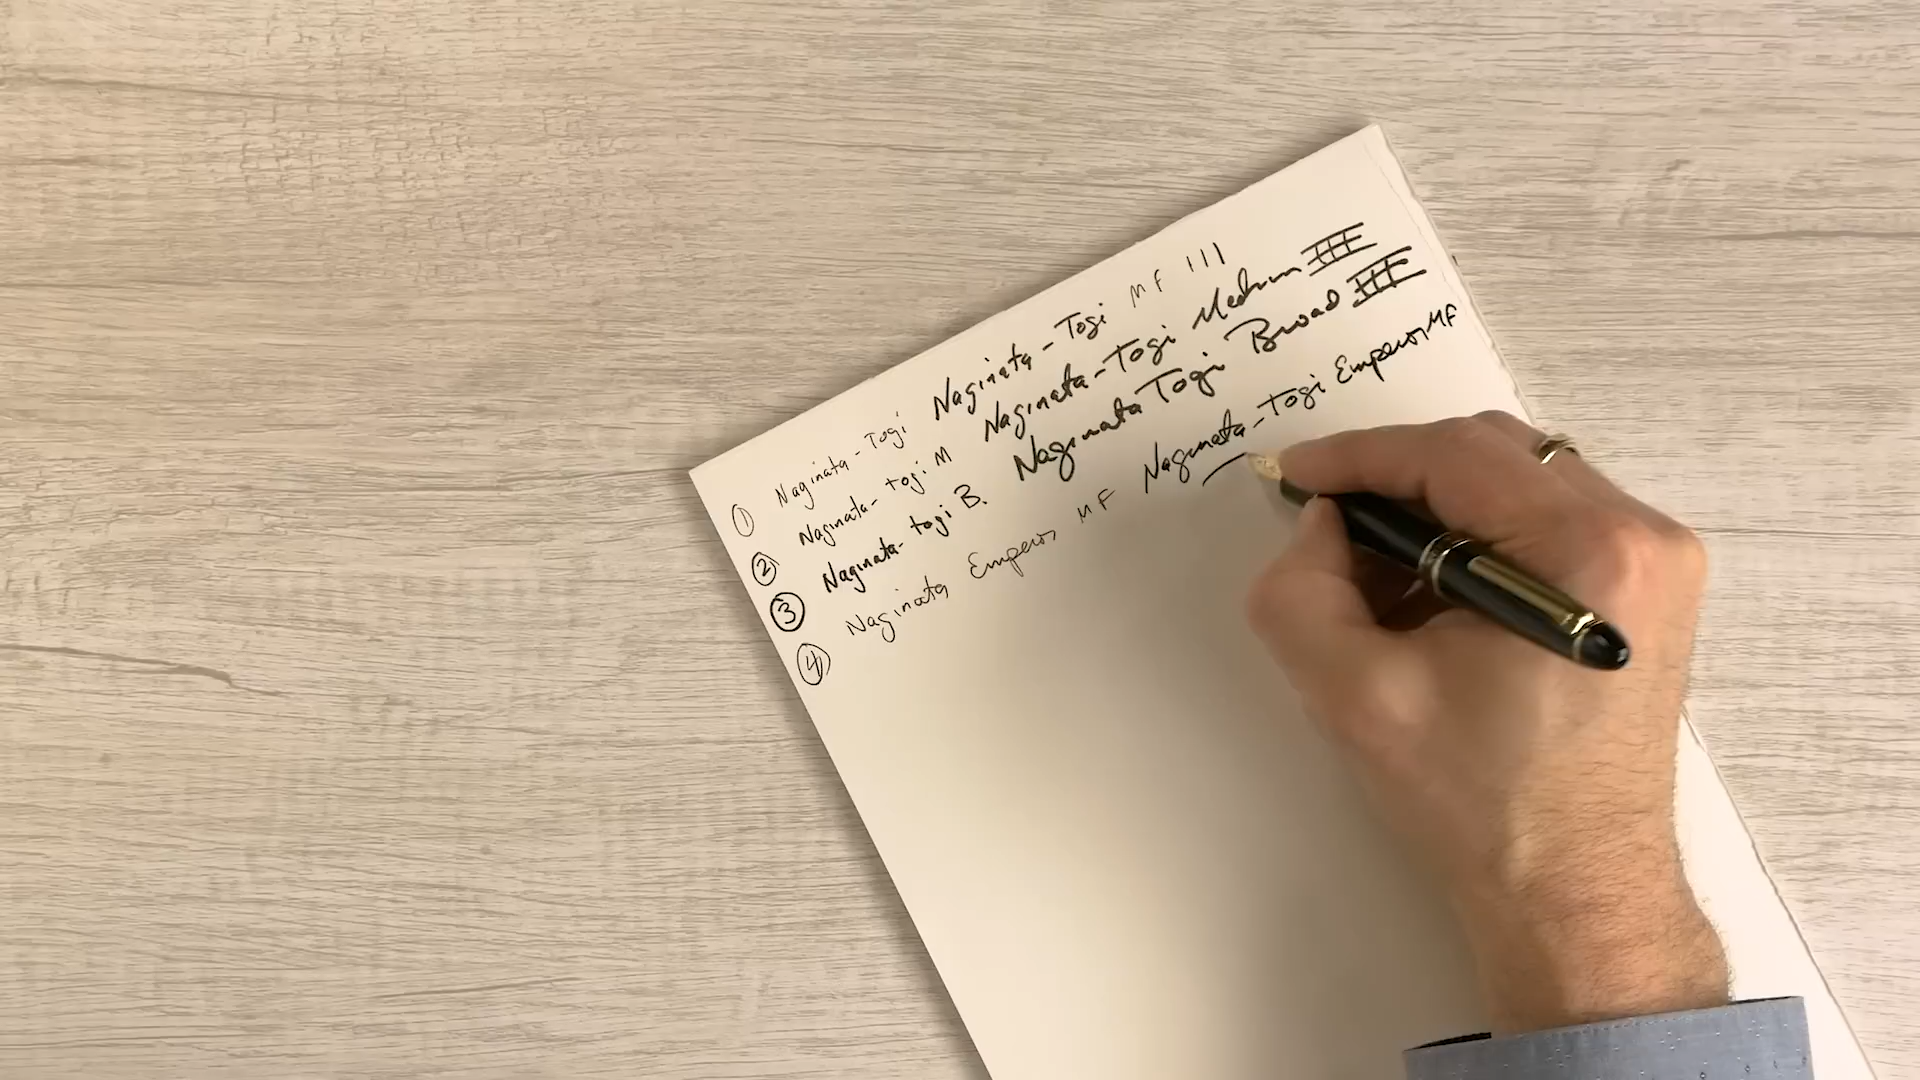 ① Naginata-Togi Naginata-Togi MF
② Naginata-togi M Naginata-Togi Medium
③ Naginata-togi B. Naginata Togi Broad
④ Naginata Emperor MF Naginata-Togi Emperor MF